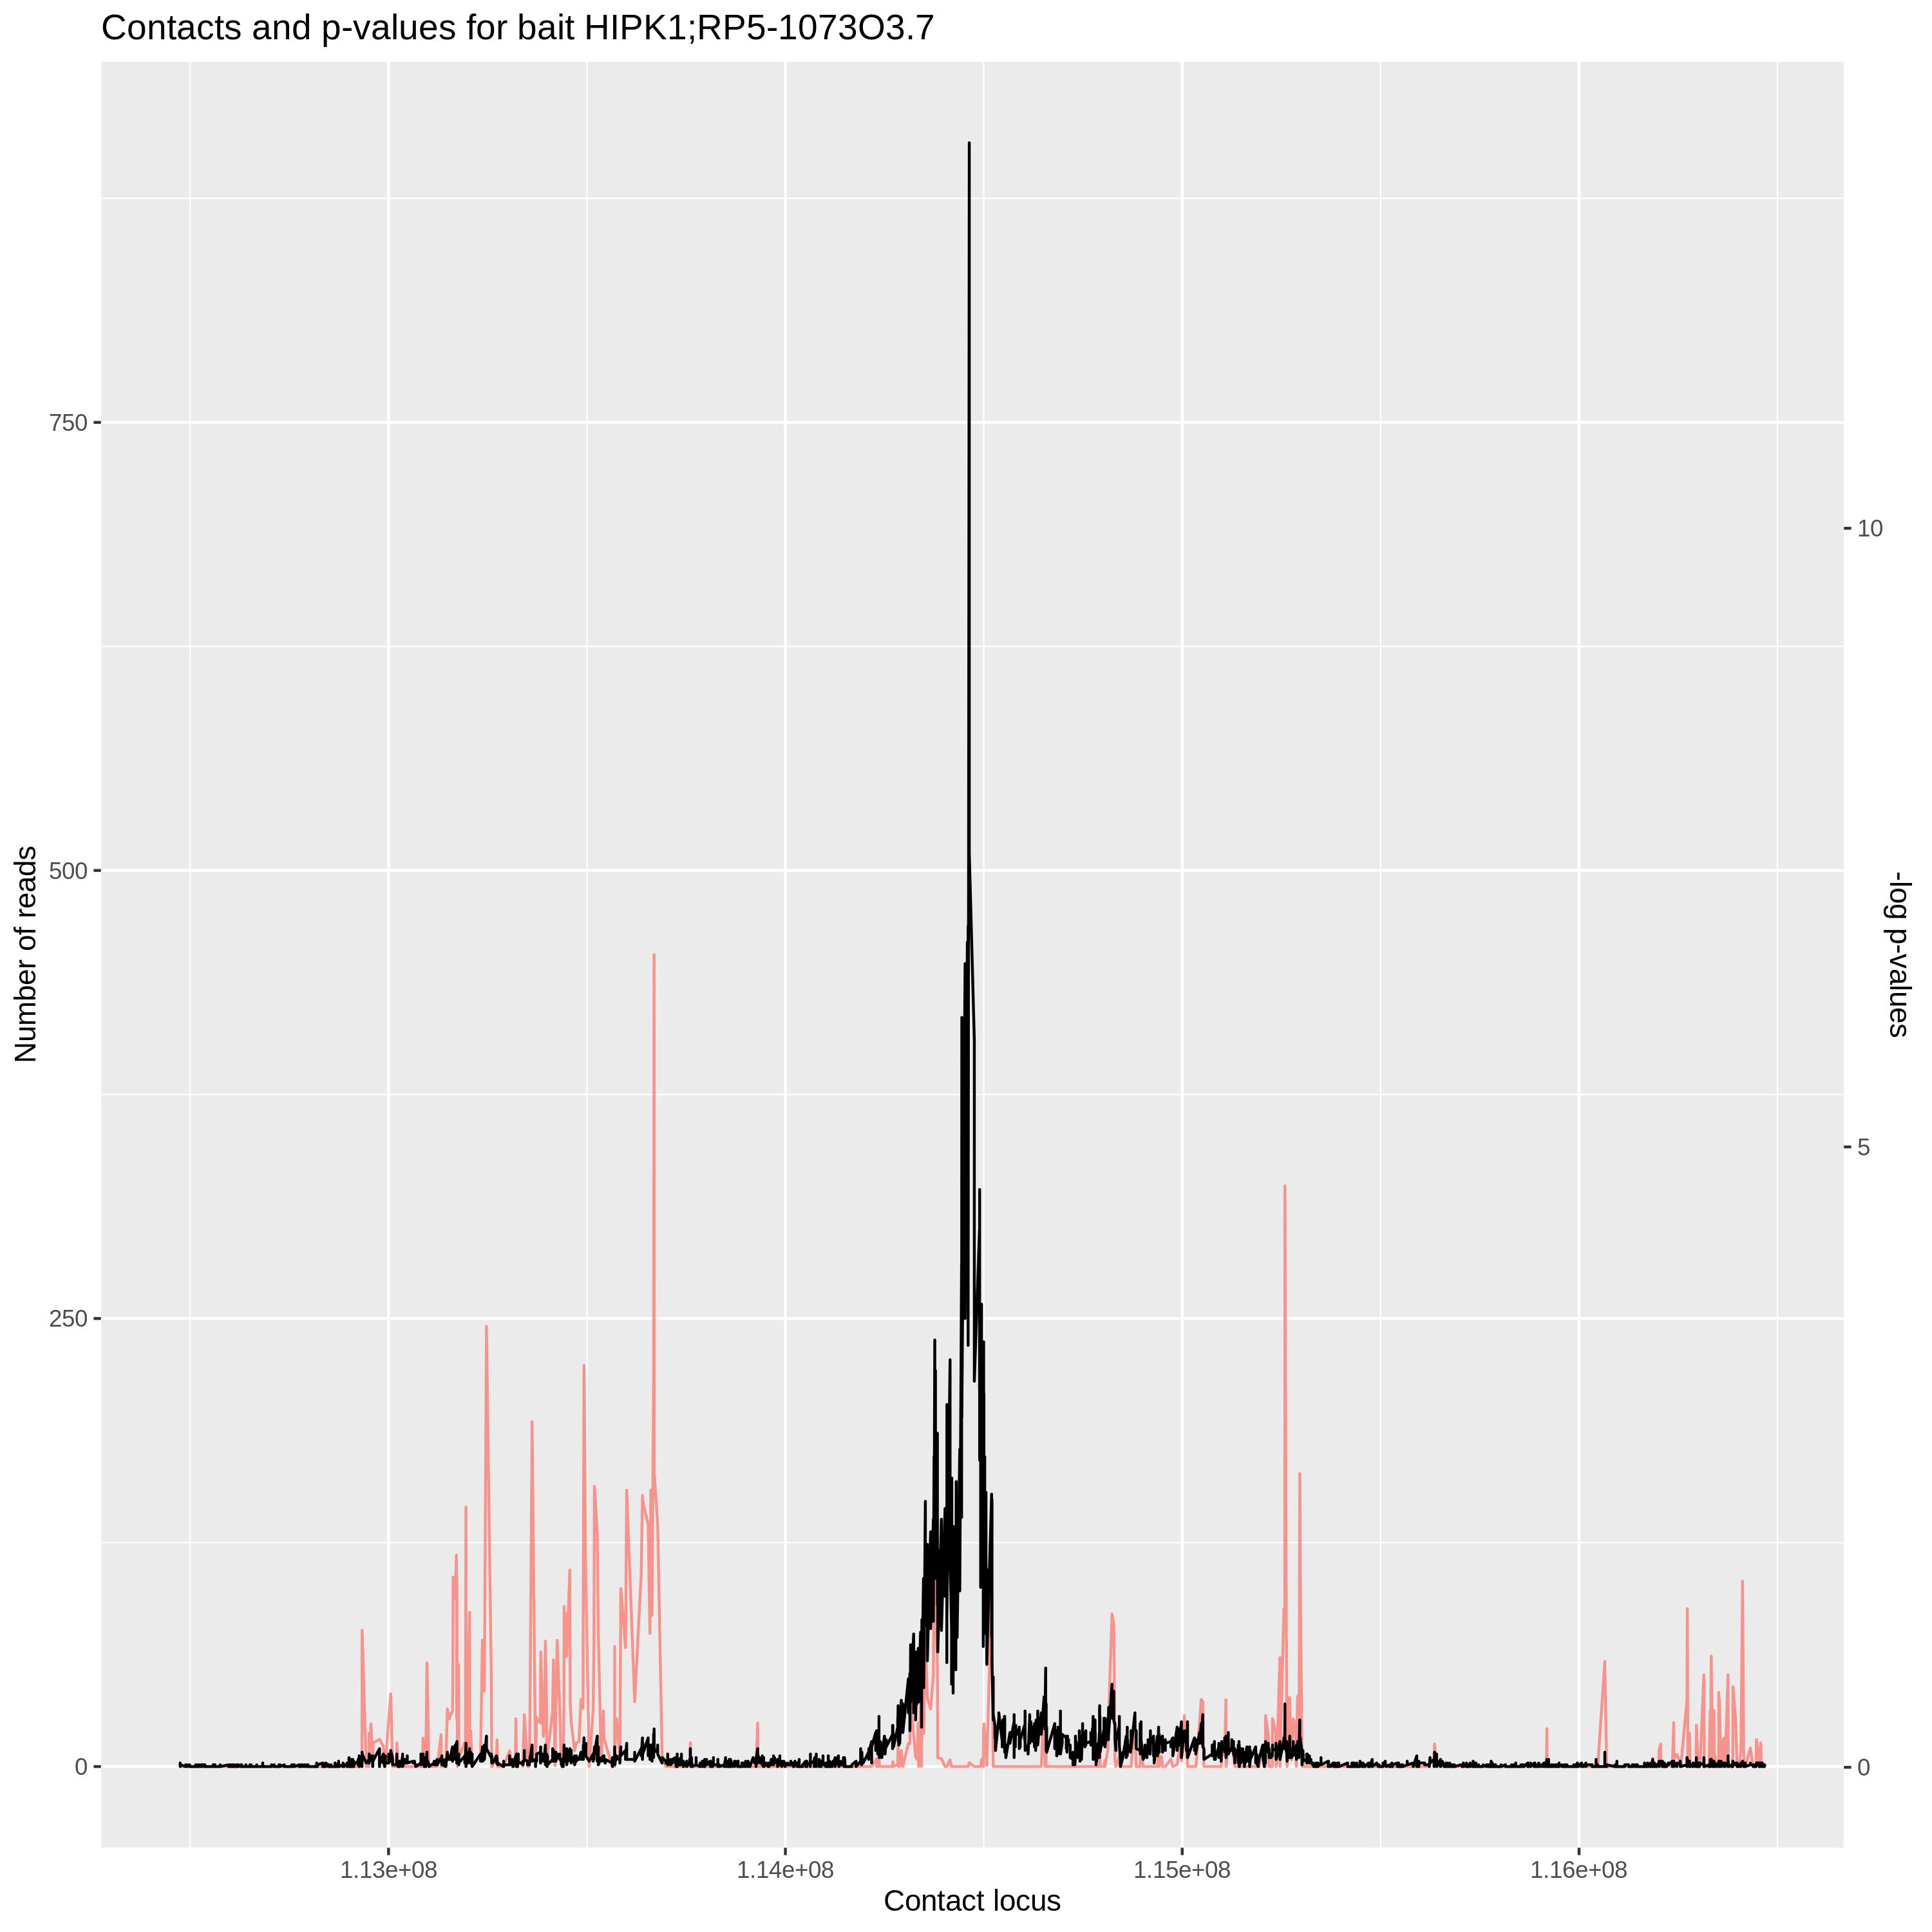 Contacts and p-values for bait HIPK1;RP5-1073O3.7
750
500
250
0
Number of reads
10
5
0
-log p-values
1.13e+08
1.14e+08
1.15e+08
1.16e+08
Contact locus